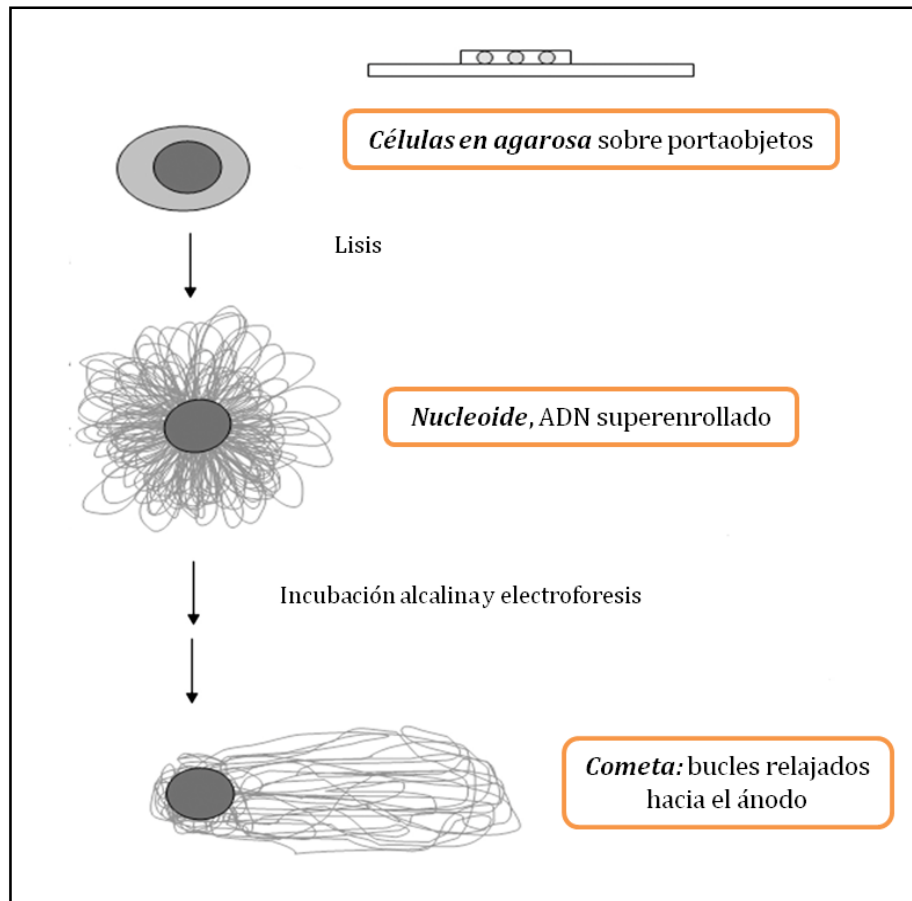 Células en agarosa sobre portaobjetos
Lisis
Nucleoide, ADN superenrollado
Incubación alcalina y electroforesis
Cometa: bucles relajados
hacia el ánodo